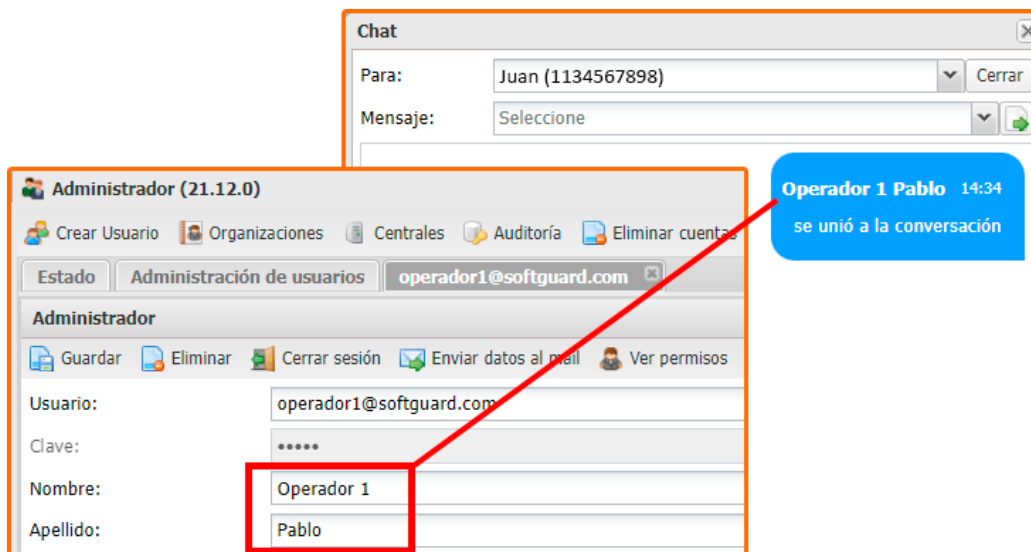 Chat
Para: Juan (1134567898) Cerrar
Mensaje: Seleccione
Operador 1 Pablo 14:34
se unió a la conversación
Administrador (21.12.0)
Crear Usuario Organizaciones Centrales Auditoría Eliminar cuentas
Estado Administración de usuarios operador1@softguard.com
Administrador
Guardar Eliminar Cerrar sesión Enviar datos al mail Ver permisos
Usuario: operador1@softguard.com
Clave: •••••
Nombre: Operador 1
Apellido: Pablo